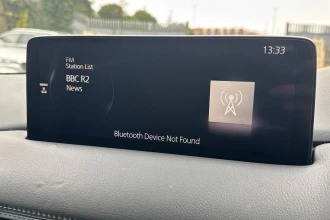 13:33
FM
Station List
BBC R2
News
Bluetooth Device Not Found